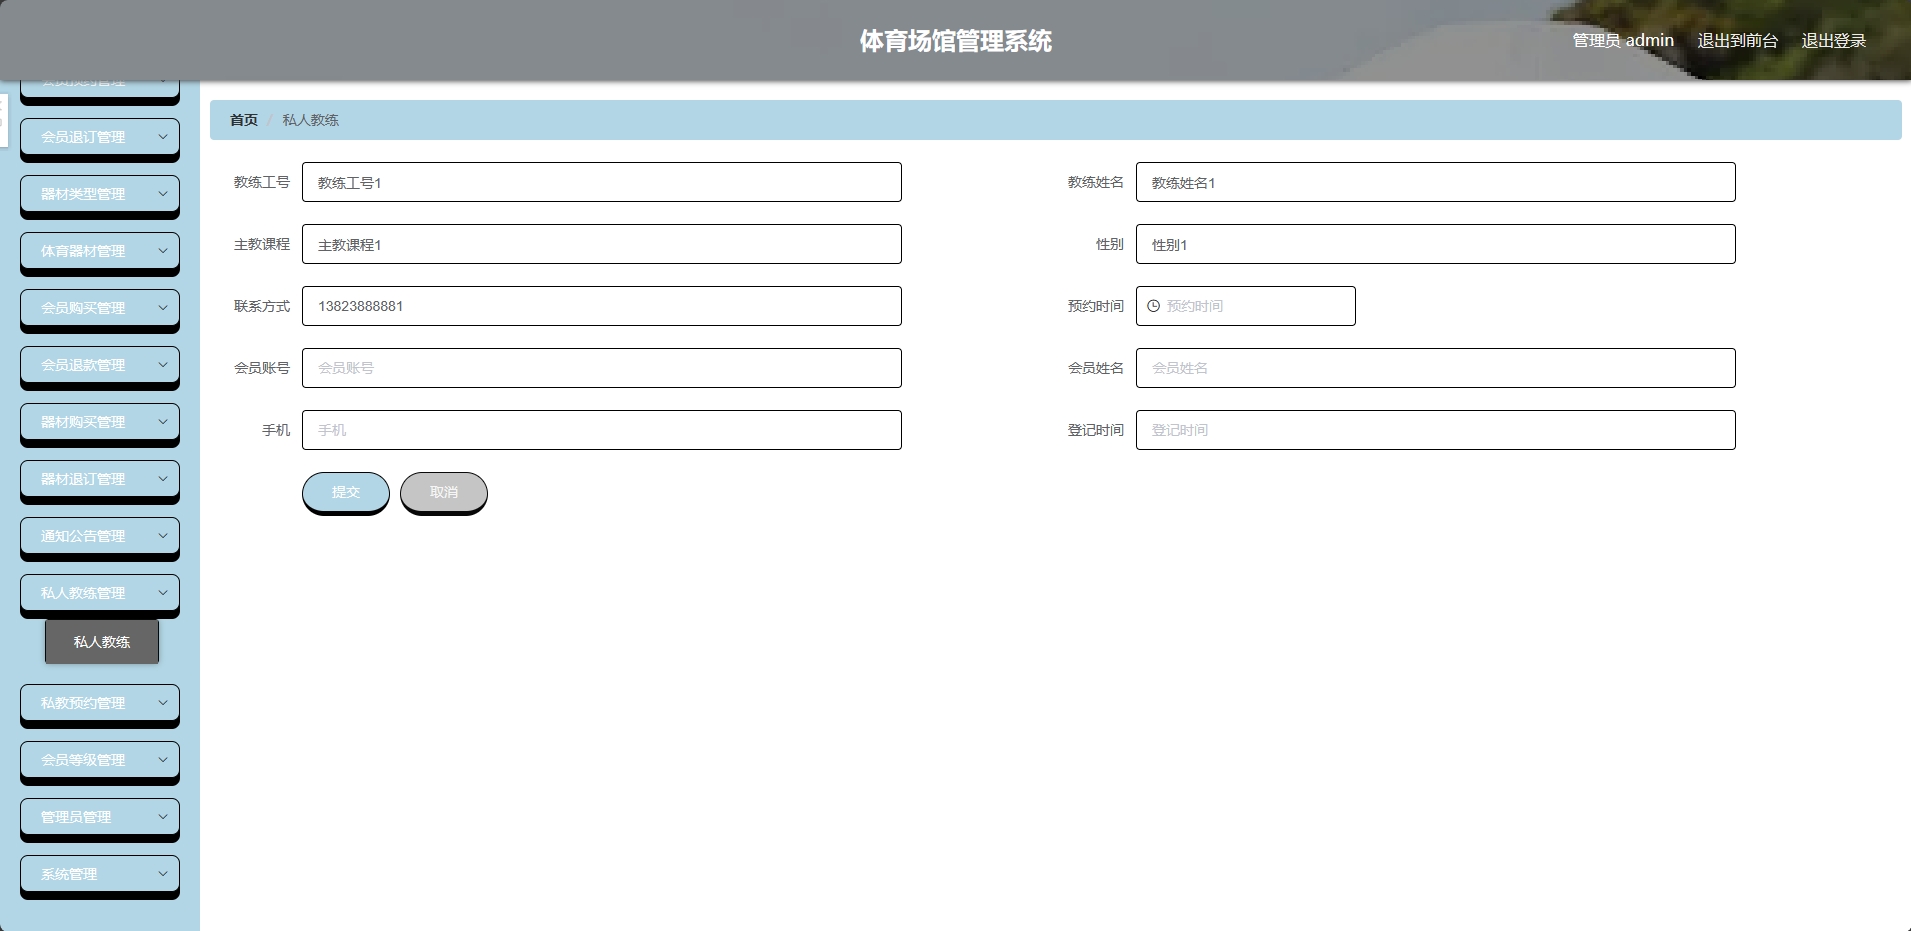 体育场馆管理系统
管理员 admin 退出到前台 退出登录
会员预约管理
会员退订管理
器材类型管理
体育器材管理
会员购买管理
会员退款管理
器材购买管理
器材退订管理
通知公告管理
私人教练管理
私人教练
私教预约管理
会员等级管理
管理员管理
系统管理
首页 / 私人教练
教练工号 教练工号1 教练姓名 教练姓名1
主教课程 主教课程1 性别 性别1
联系方式 13823888881 预约时间 预约时间
会员账号 会员账号 会员姓名 会员姓名
手机 手机 登记时间 登记时间
提交 取消